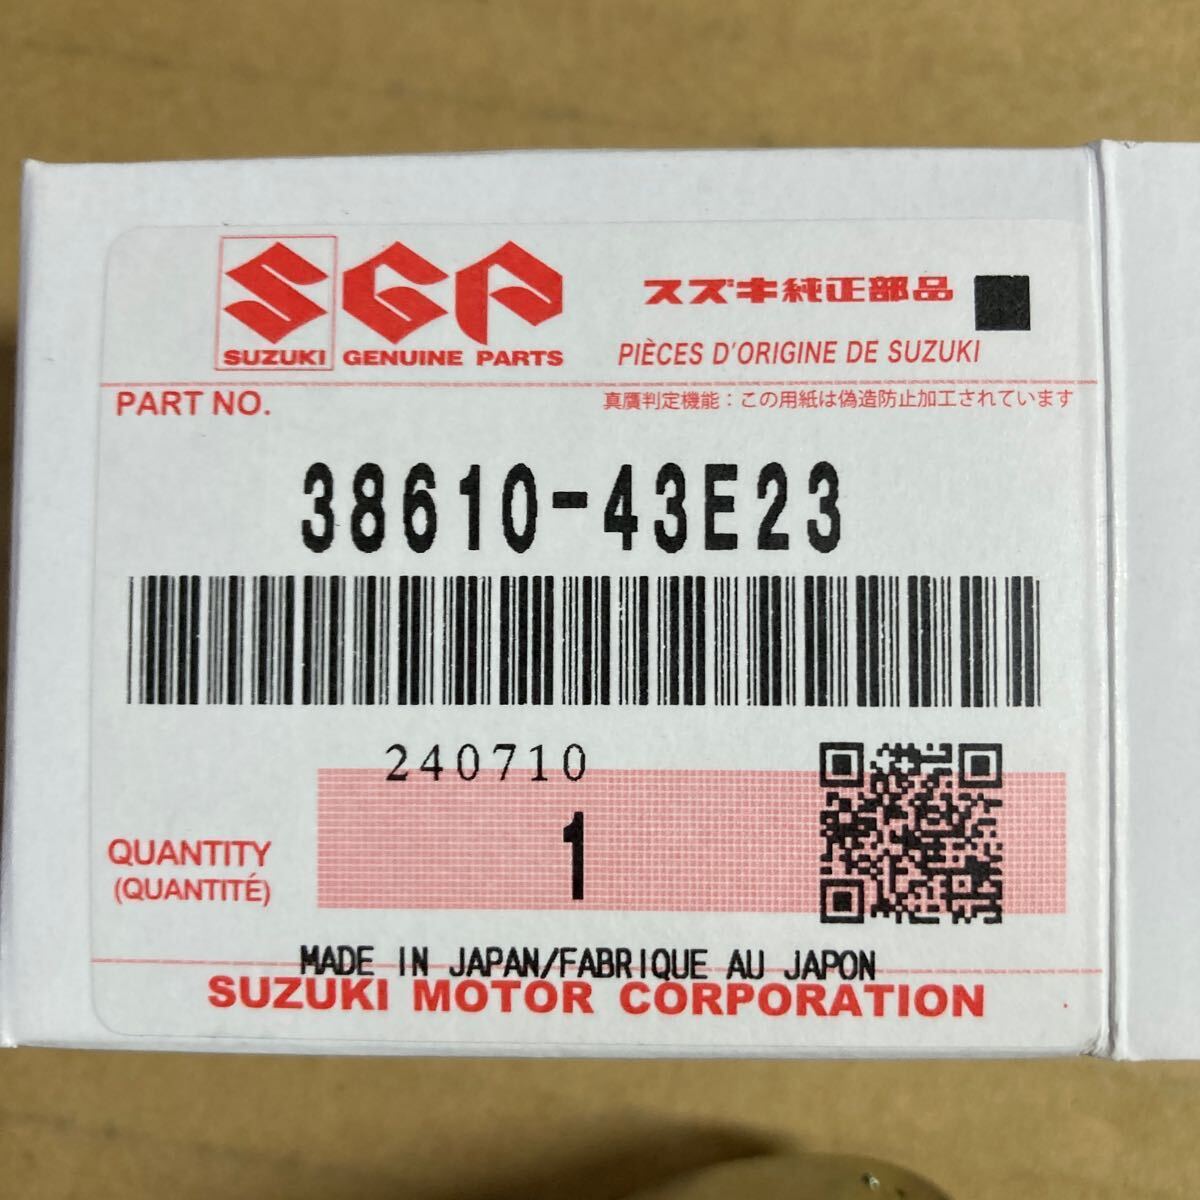 SGP
SUZUKI GENUINE PARTS
スズキ純正部品
PIÈCES D'ORIGINE DE SUZUKI
PART NO.
真贋判定機能：この用紙は偽造防止加工されています
38610-43E23
240710
QUANTITY
(QUANTITÉ)
1
MADE IN JAPAN/FABRIQUE AU JAPON
SUZUKI MOTOR CORPORATION